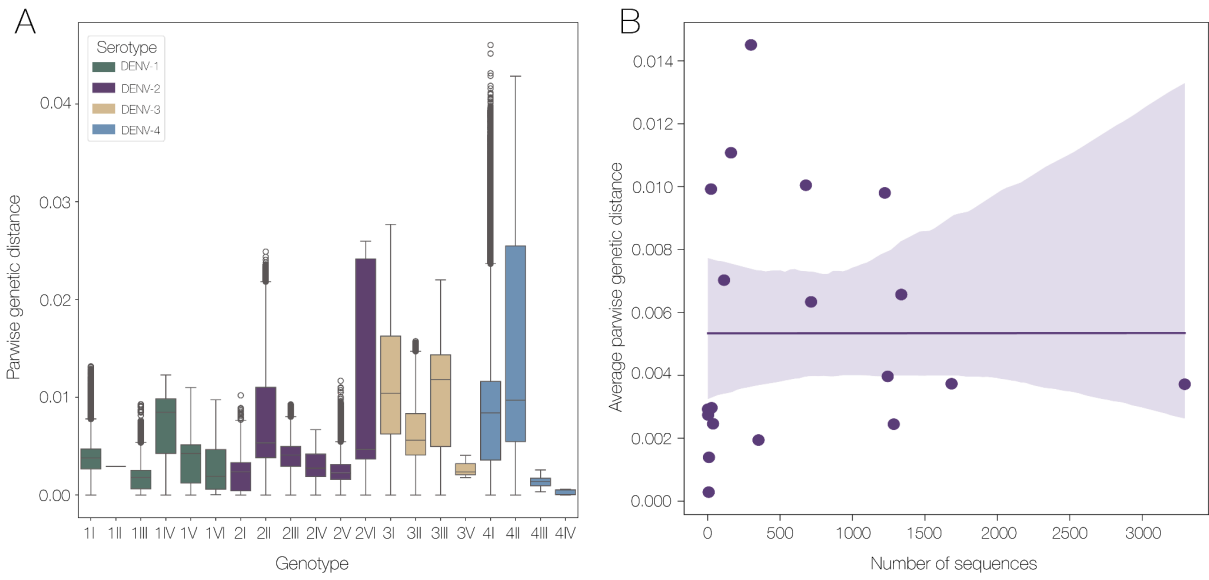 A
Serotype
DENV-1
DENV-2
DENV-3
DENV-4
0.04
0.03
0.02
0.01
0.00
Parwise genetic distance
1I 1II 1III 1IV 1V 1VI 2I 2II 2III 2IV 2V 2VI 3I 3II 3III 3V 4I 4II 4III 4IV
Genotype
B
0.014
0.012
0.010
0.008
0.006
0.004
0.002
0.000
Average parwise genetic distance
0 500 1000 1500 2000 2500 3000
Number of sequences